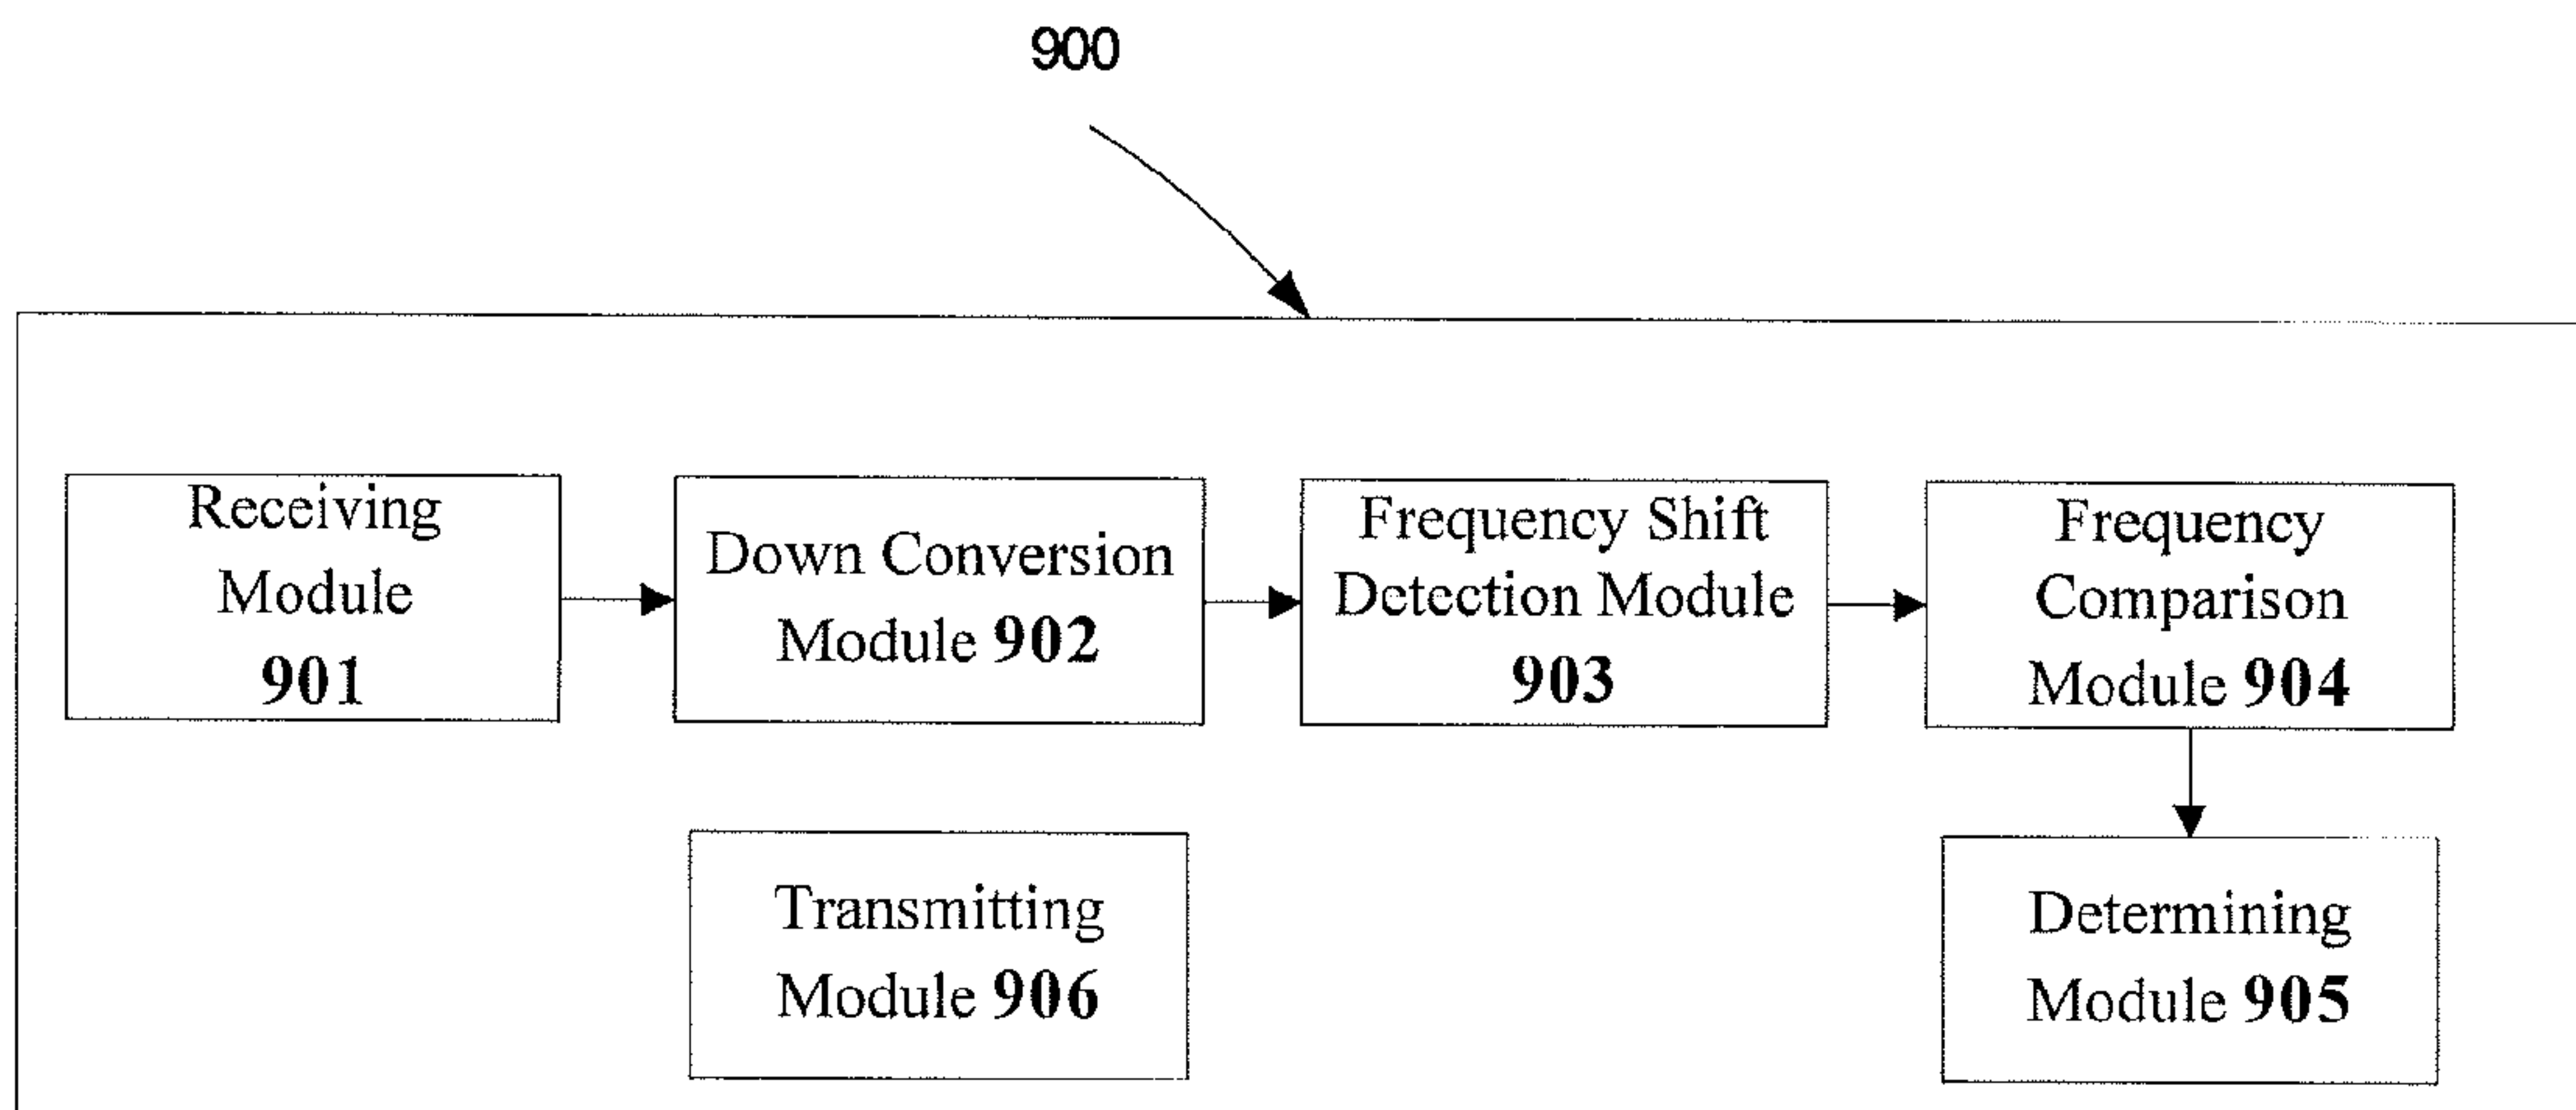 900
Receiving
Module
901
Down Conversion
Module 902
Frequency Shift
Detection Module
903
Frequency
Comparison
Module 904
Transmitting
Module 906
Determining
Module 905